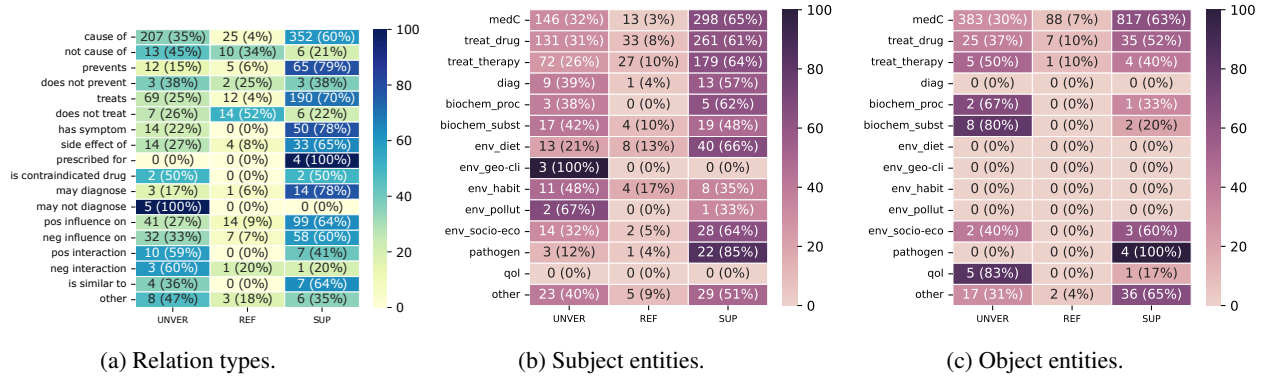 cause of 207 (35%) 25 (4%) 352 (60%)
not cause of 13 (45%) 10 (34%) 6 (21%)
prevents 12 (15%) 5 (6%) 65 (79%)
does not prevent 3 (38%) 2 (25%) 3 (38%)
treats 69 (25%) 12 (4%) 190 (70%)
does not treat 7 (26%) 14 (52%) 6 (22%)
has symptom 14 (22%) 0 (0%) 50 (78%)
side effect of 14 (27%) 4 (8%) 33 (65%)
prescribed for 0 (0%) 0 (0%) 4 (100%)
is contraindicated drug 2 (50%) 0 (0%) 2 (50%)
may diagnose 3 (17%) 1 (6%) 14 (78%)
may not diagnose 5 (100%) 0 (0%) 0 (0%)
pos influence on 41 (27%) 14 (9%) 99 (64%)
neg influence on 32 (33%) 7 (7%) 58 (60%)
pos interaction 10 (59%) 0 (0%) 7 (41%)
neg interaction 3 (60%) 1 (20%) 1 (20%)
is similar to 4 (36%) 0 (0%) 7 (64%)
other 8 (47%) 3 (18%) 6 (35%)
UNVER REF SUP
100
80
60
40
20
0
(a) Relation types.
medC 146 (32%) 13 (3%) 298 (65%)
treat_drug 131 (31%) 33 (8%) 261 (61%)
treat_therapy 72 (26%) 27 (10%) 179 (64%)
diag 9 (39%) 1 (4%) 13 (57%)
biochem_proc 3 (38%) 0 (0%) 5 (62%)
biochem_subst 17 (42%) 4 (10%) 19 (48%)
env_diet 13 (21%) 8 (13%) 40 (66%)
env_geo-cli 3 (100%) 0 (0%) 0 (0%)
env_habit 11 (48%) 4 (17%) 8 (35%)
env_pollut 2 (67%) 0 (0%) 1 (33%)
env_socio-eco 14 (32%) 2 (5%) 28 (64%)
pathogen 3 (12%) 1 (4%) 22 (85%)
qol 0 (0%) 0 (0%) 0 (0%)
other 23 (40%) 5 (9%) 29 (51%)
UNVER REF SUP
100
80
60
40
20
0
(b) Subject entities.
medC 383 (30%) 88 (7%) 817 (63%)
treat_drug 25 (37%) 7 (10%) 35 (52%)
treat_therapy 5 (50%) 1 (10%) 4 (40%)
diag 0 (0%) 0 (0%) 0 (0%)
biochem_proc 2 (67%) 0 (0%) 1 (33%)
biochem_subst 8 (80%) 0 (0%) 2 (20%)
env_diet 0 (0%) 0 (0%) 0 (0%)
env_geo-cli 0 (0%) 0 (0%) 0 (0%)
env_habit 0 (0%) 0 (0%) 0 (0%)
env_pollut 0 (0%) 0 (0%) 0 (0%)
env_socio-eco 2 (40%) 0 (0%) 3 (60%)
pathogen 0 (0%) 0 (0%) 4 (100%)
qol 5 (83%) 0 (0%) 1 (17%)
other 17 (31%) 2 (4%) 36 (65%)
UNVER REF SUP
100
80
60
40
20
0
(c) Object entities.